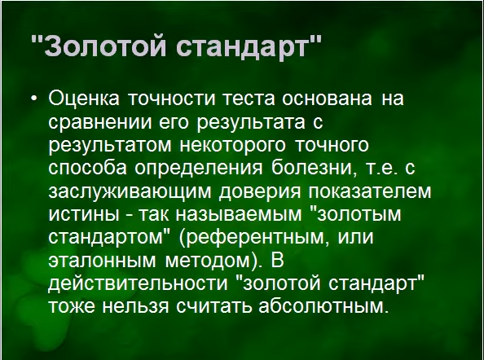 "Золотой стандарт"
• Оценка точности теста основана на
сравнении его результата с
результатом некоторого точного
способа определения болезни, т.е. с
заслуживающим доверия показателем
истины - так называемым "золотым
стандартом" (референтным, или
эталонным методом). В
действительности "золотой стандарт"
тоже нельзя считать абсолютным.